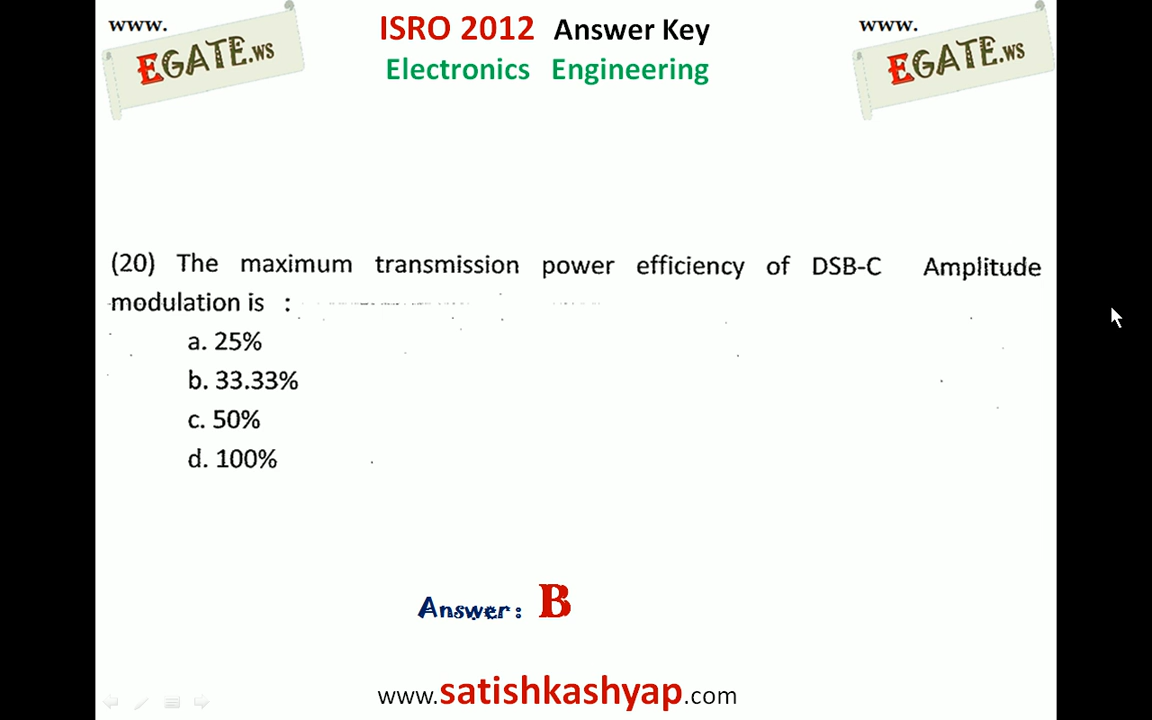 www.
EGATE.ws
ISRO 2012 Answer Key
Electronics Engineering
www.
EGATE.ws
(20) The maximum transmission power efficiency of DSB-C Amplitude
modulation is :
a. 25%
b. 33.33%
c. 50%
d. 100%
Answer: B
www.satishkashyap.com